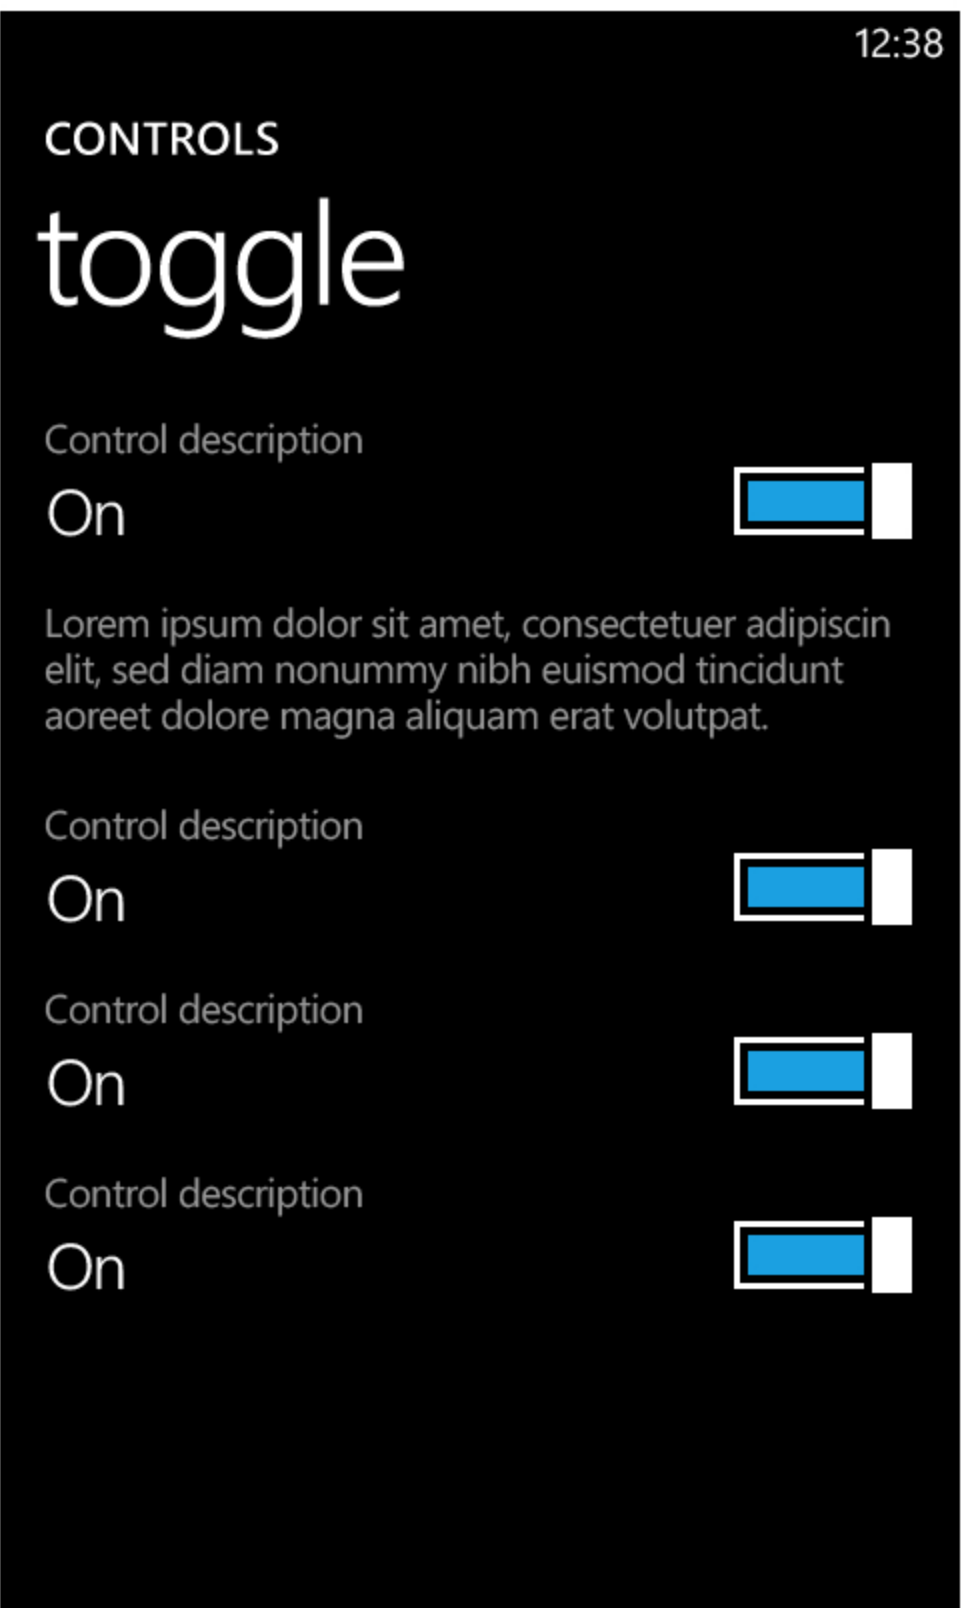 12:38
CONTROLS
toggle
Control description
On
Lorem ipsum dolor sit amet, consectetuer adipiscin
elit, sed diam nonummy nibh euismod tincidunt
aoreet dolore magna aliquam erat volutpat.
Control description
On
Control description
On
Control description
On